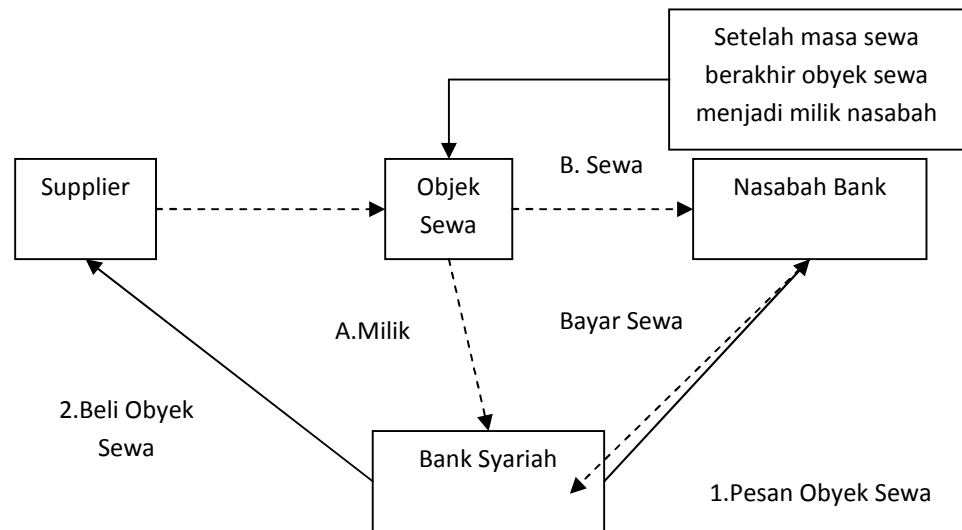 Setelah masa sewa
berakhir obyek sewa
menjadi milik nasabah
Supplier
Objek
Sewa
B. Sewa
Nasabah Bank
A.Milik
Bayar Sewa
2.Beli Obyek
Sewa
Bank Syariah
1.Pesan Obyek Sewa